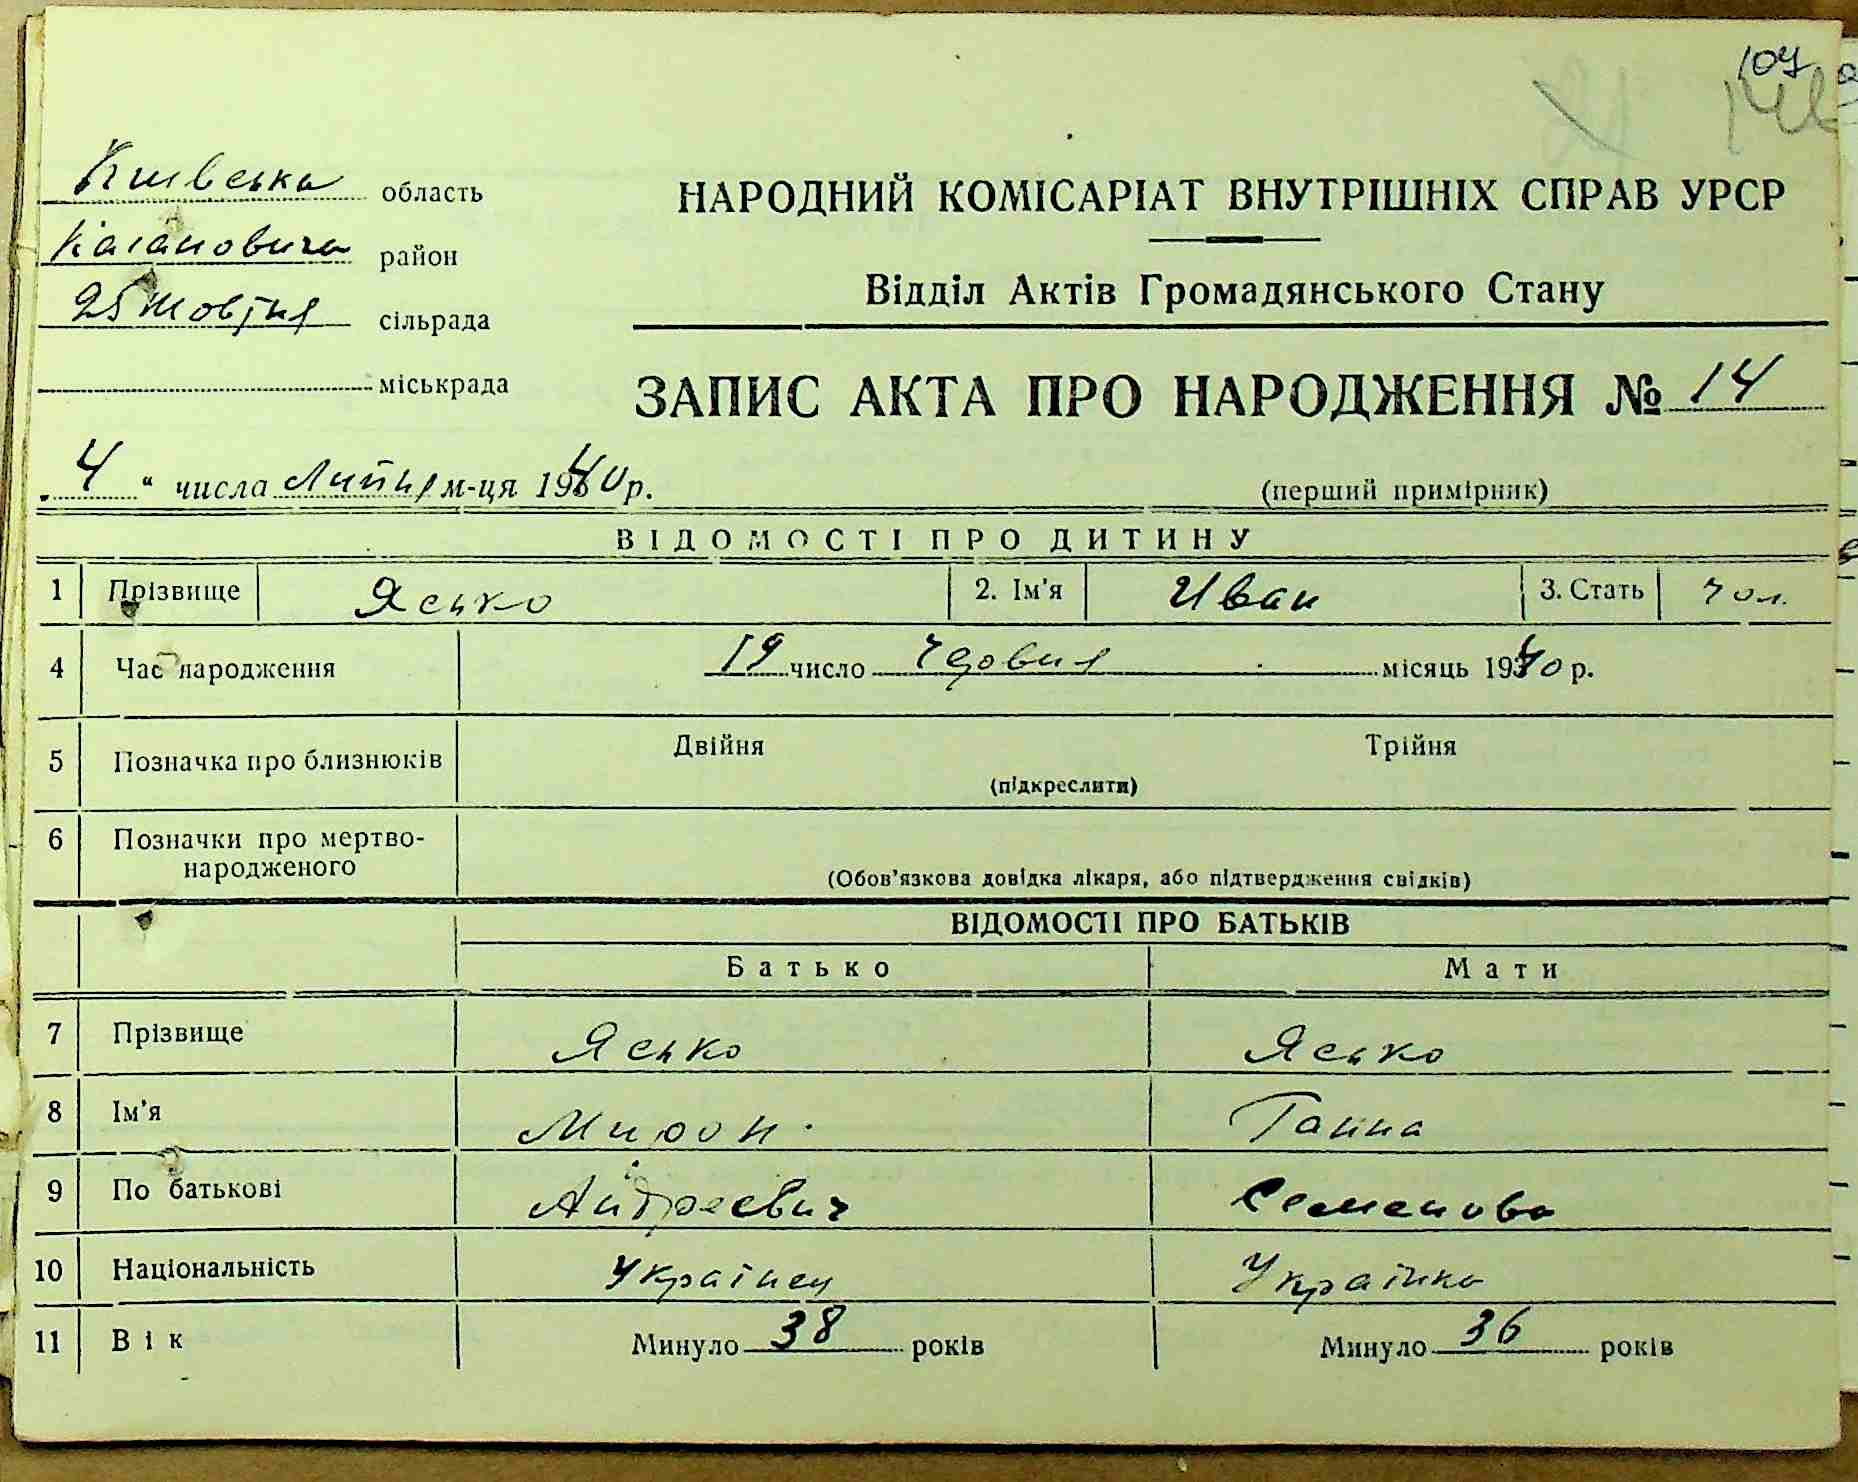 104
Київська область
Кагановича район
25 Жовтня сільрада
міськрада
НАРОДНИЙ КОМІСАРІАТ ВНУТРІШНІХ СПРАВ УРСР
Відділ Актів Громадянського Стану
ЗАПИС АКТА ПРО НАРОДЖЕННЯ № 14
„4“ числа Липня м-ця 1940 р.
(перший примірник)
ВІДОМОСТІ ПРО ДИТИНУ
1 Прізвище Ясько 2. Ім'я Иван 3. Стать чол.
4 Час народження 19 число Червня місяць 1940 р.
5 Позначка про близнюків Двійня Трійня
(підкреслити)
6 Позначки про мертво-
народженого
(Обов'язкова довідка лікаря, або підтвердження свідків)
ВІДОМОСТІ ПРО БАТЬКІВ
Батько Мати
7 Прізвище Ясько Ясько
8 Ім'я Мирон Ганна
9 По батькові Андреевич Семенова
10 Національність Українец Українка
11 Вік Минуло 38 років Минуло 36 років